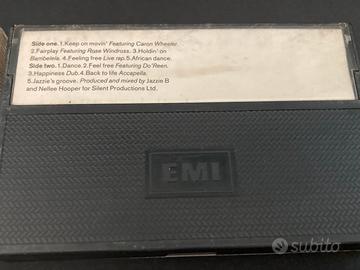 Side one.1.Keep on movin' Featuring Caron Wheeler.
2.Fairplay Featuring Rose Windross. 3.Holdin' on
Bambelela. 4.Feeling free Live rap.5.African dance.
Side two.1.Dance.2.Feel free Featuring Do'Reen.
3.Happiness Dub.4.Back to life Accapella.
5.Jazzie's groove. Produced and mixed by Jazzie B
and Nellee Hooper for Silent Productions Ltd.
EMI
subito